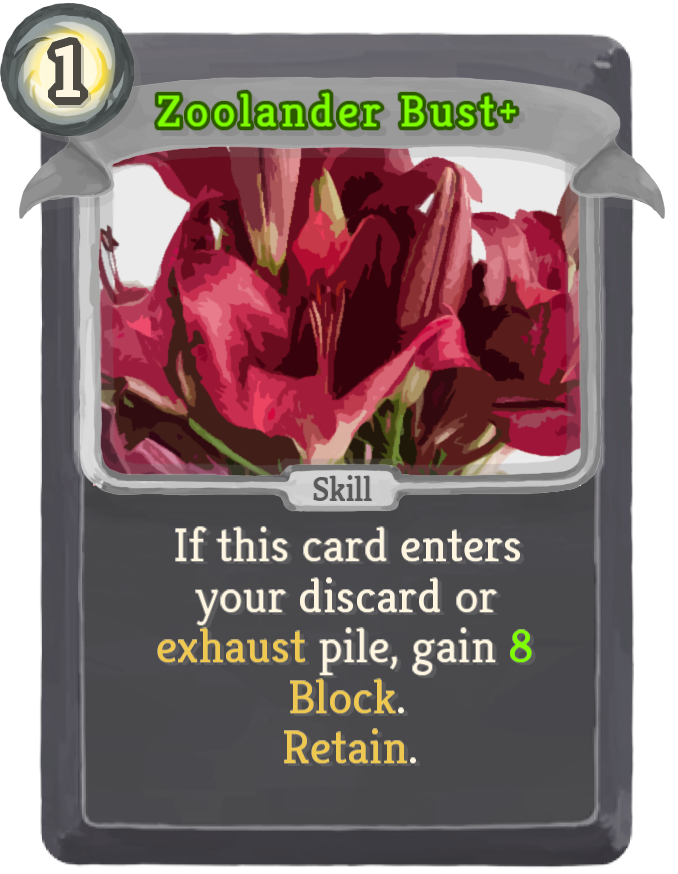 1
Zoolander Bust+
Skill
If this card enters
your discard or
exhaust pile, gain 8
Block.
Retain.